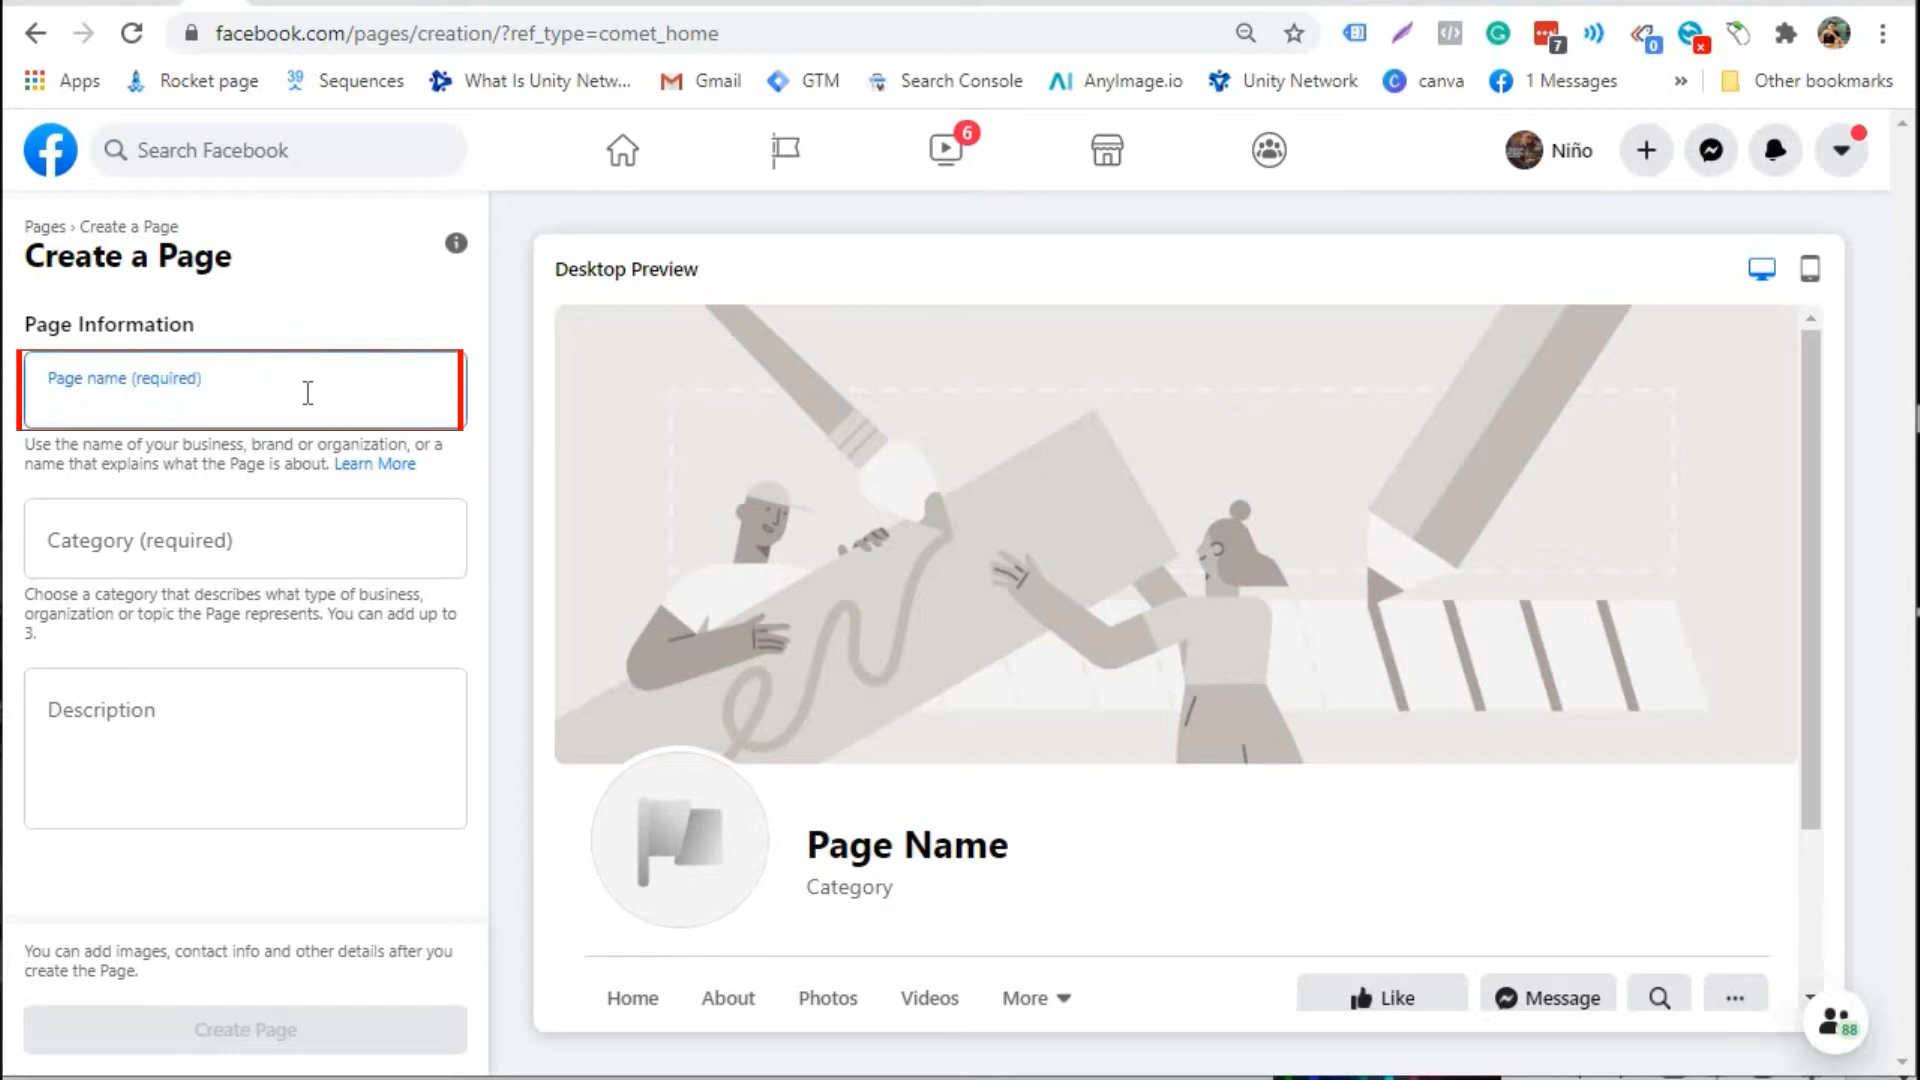 facebook.com/pages/creation/?ref_type=comet_home
7
0
x
Apps
Rocket page
39
Sequences
What Is Unity Netw...
Gmail
GTM
Search Console
AnyImage.io
Unity Network
canva
1 Messages
»
Other bookmarks
Search Facebook
6
Niño
Pages › Create a Page
Create a Page
Page Information
Page name (required)
Use the name of your business, brand or organization, or a
name that explains what the Page is about. Learn More
Category (required)
Choose a category that describes what type of business,
organization or topic the Page represents. You can add up to
3.
Description
You can add images, contact info and other details after you
create the Page.
Create Page
Desktop Preview
Page Name
Category
Home
About
Photos
Videos
More
Like
Message
...
88